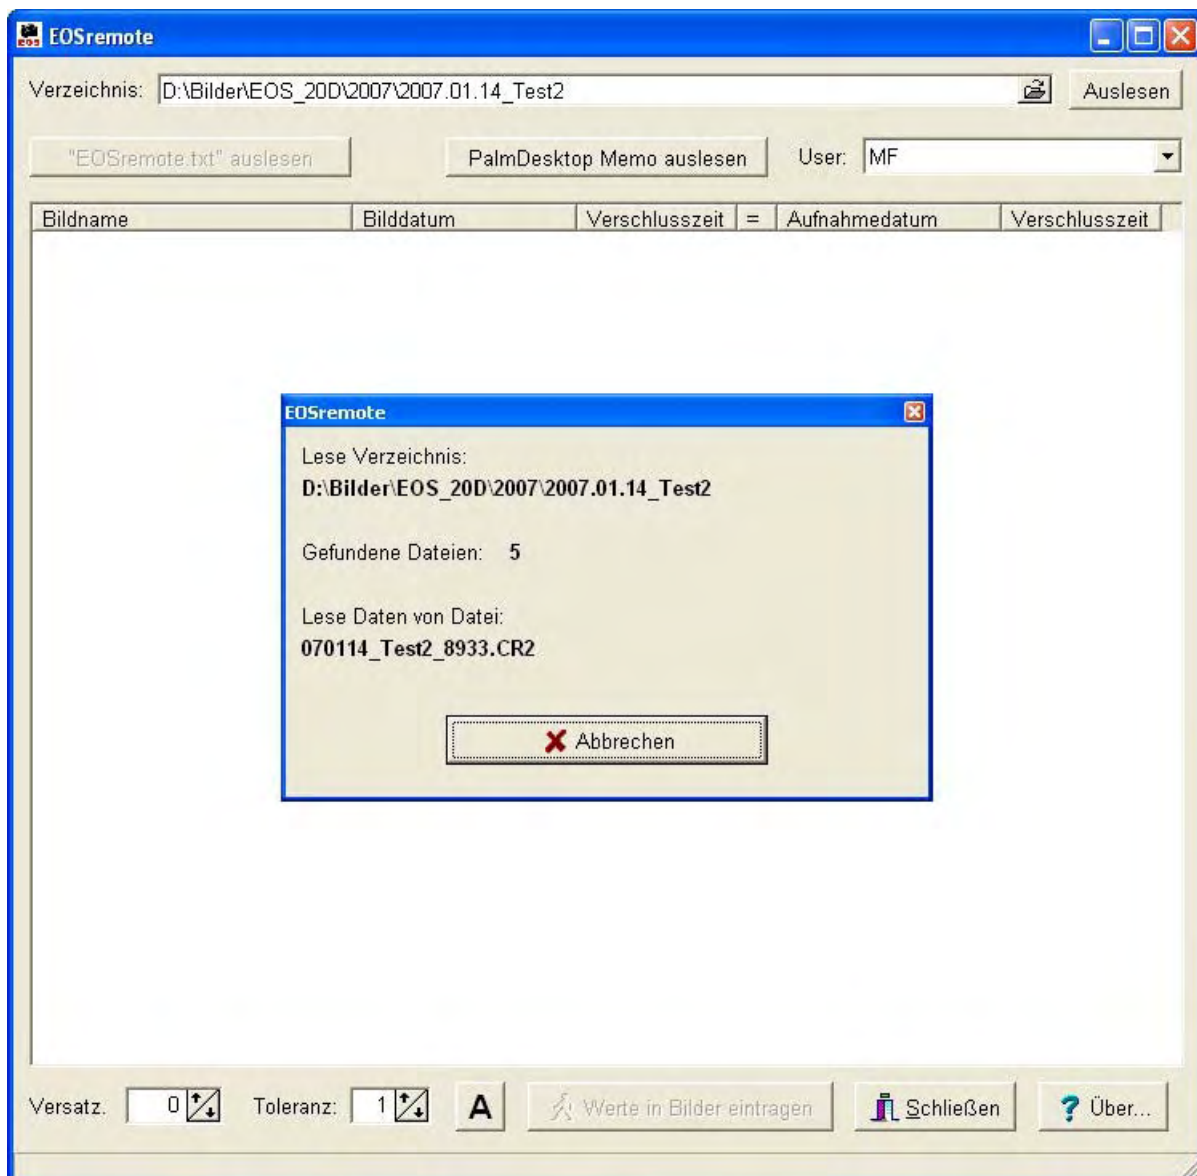 EOSremote
Verzeichnis: D:\Bilder\EOS_20D\2007\2007.01.14_Test2 Auslesen
"EOSremote.txt" auslesen PalmDesktop Memo auslesen User: MF
Bildname Bilddatum Verschlusszeit = Aufnahmedatum Verschlusszeit
EOSremote
Lese Verzeichnis:
D:\Bilder\EOS_20D\2007\2007.01.14_Test2
Gefundene Dateien: 5
Lese Daten von Datei:
070114_Test2_8933.CR2
Abbrechen
Versatz. 0 Toleranz: 1 A Werte in Bilder eintragen Schließen ? Über...